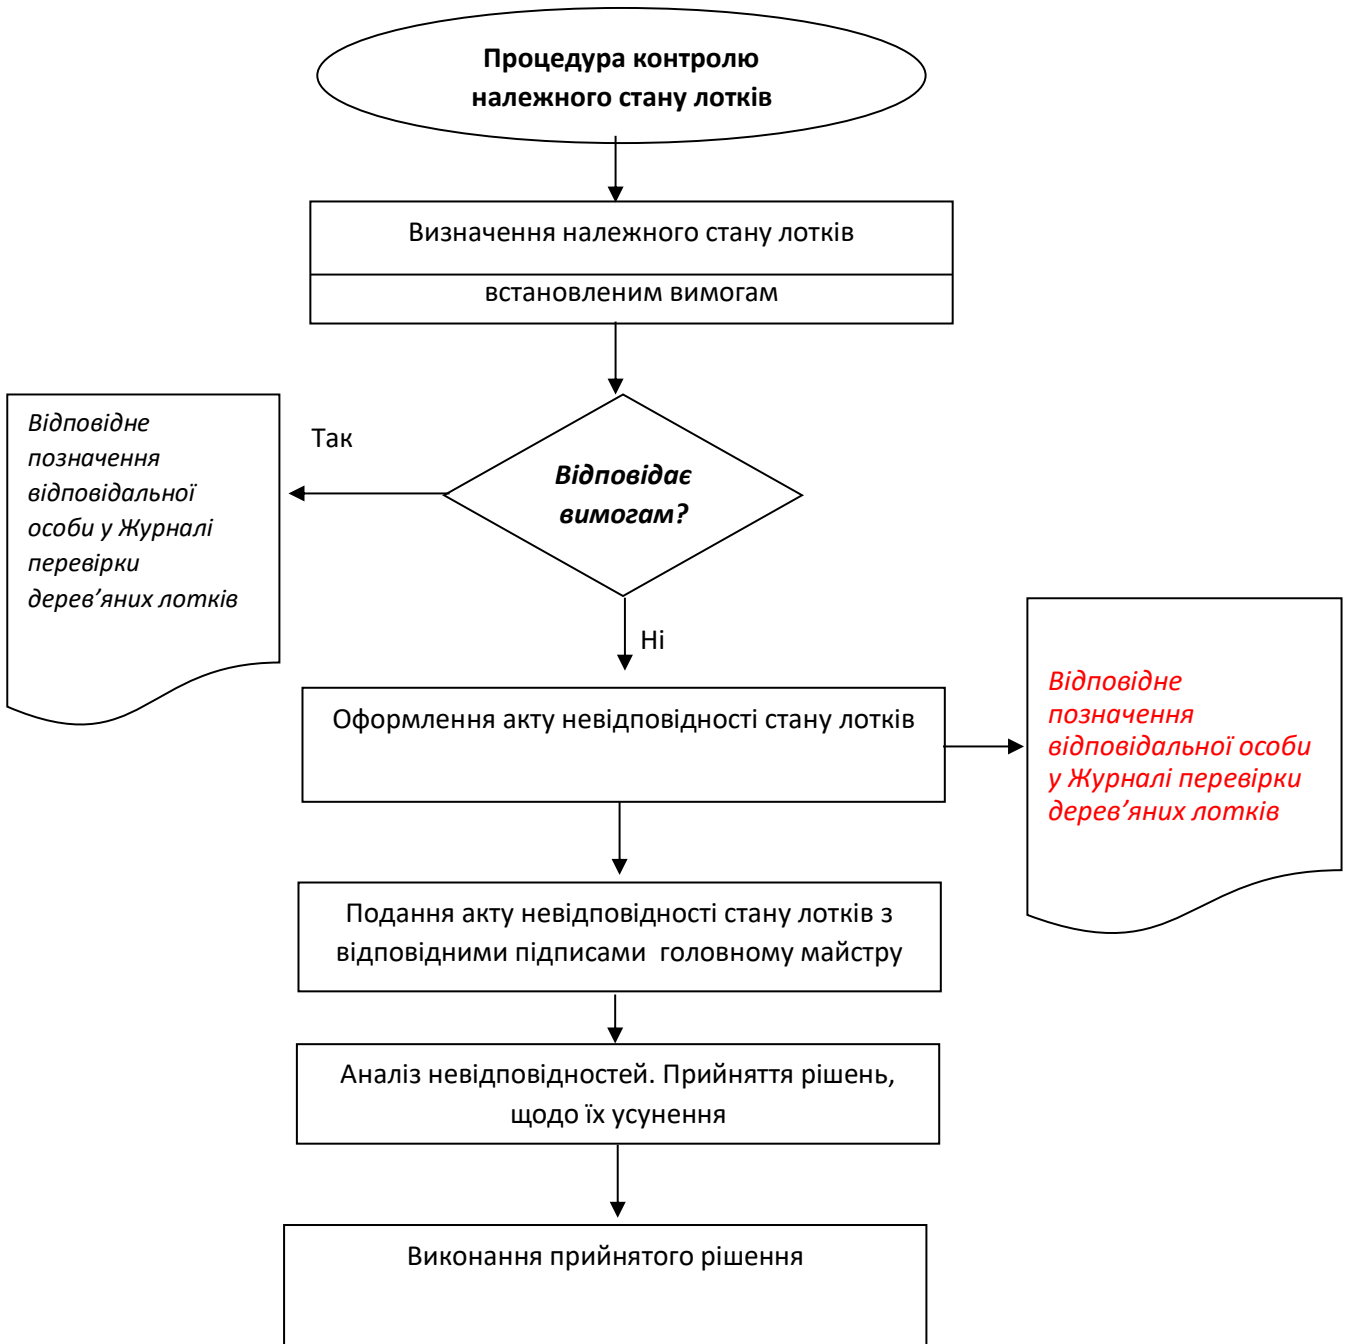 Процедура контролю
належного стану лотків
Визначення належного стану лотків
встановленим вимогам
Відповідне
позначення
відповідальної
особи у Журналі
перевірки
дерев’яних лотків
Так
Відповідає
вимогам?
Ні
Оформлення акту невідповідності стану лотків
Відповідне
позначення
відповідальної особи
у Журналі перевірки
дерев’яних лотків
Подання акту невідповідності стану лотків з
відповідними підписами головному майстру
Аналіз невідповідностей. Прийняття рішень,
щодо їх усунення
Виконання прийнятого рішення